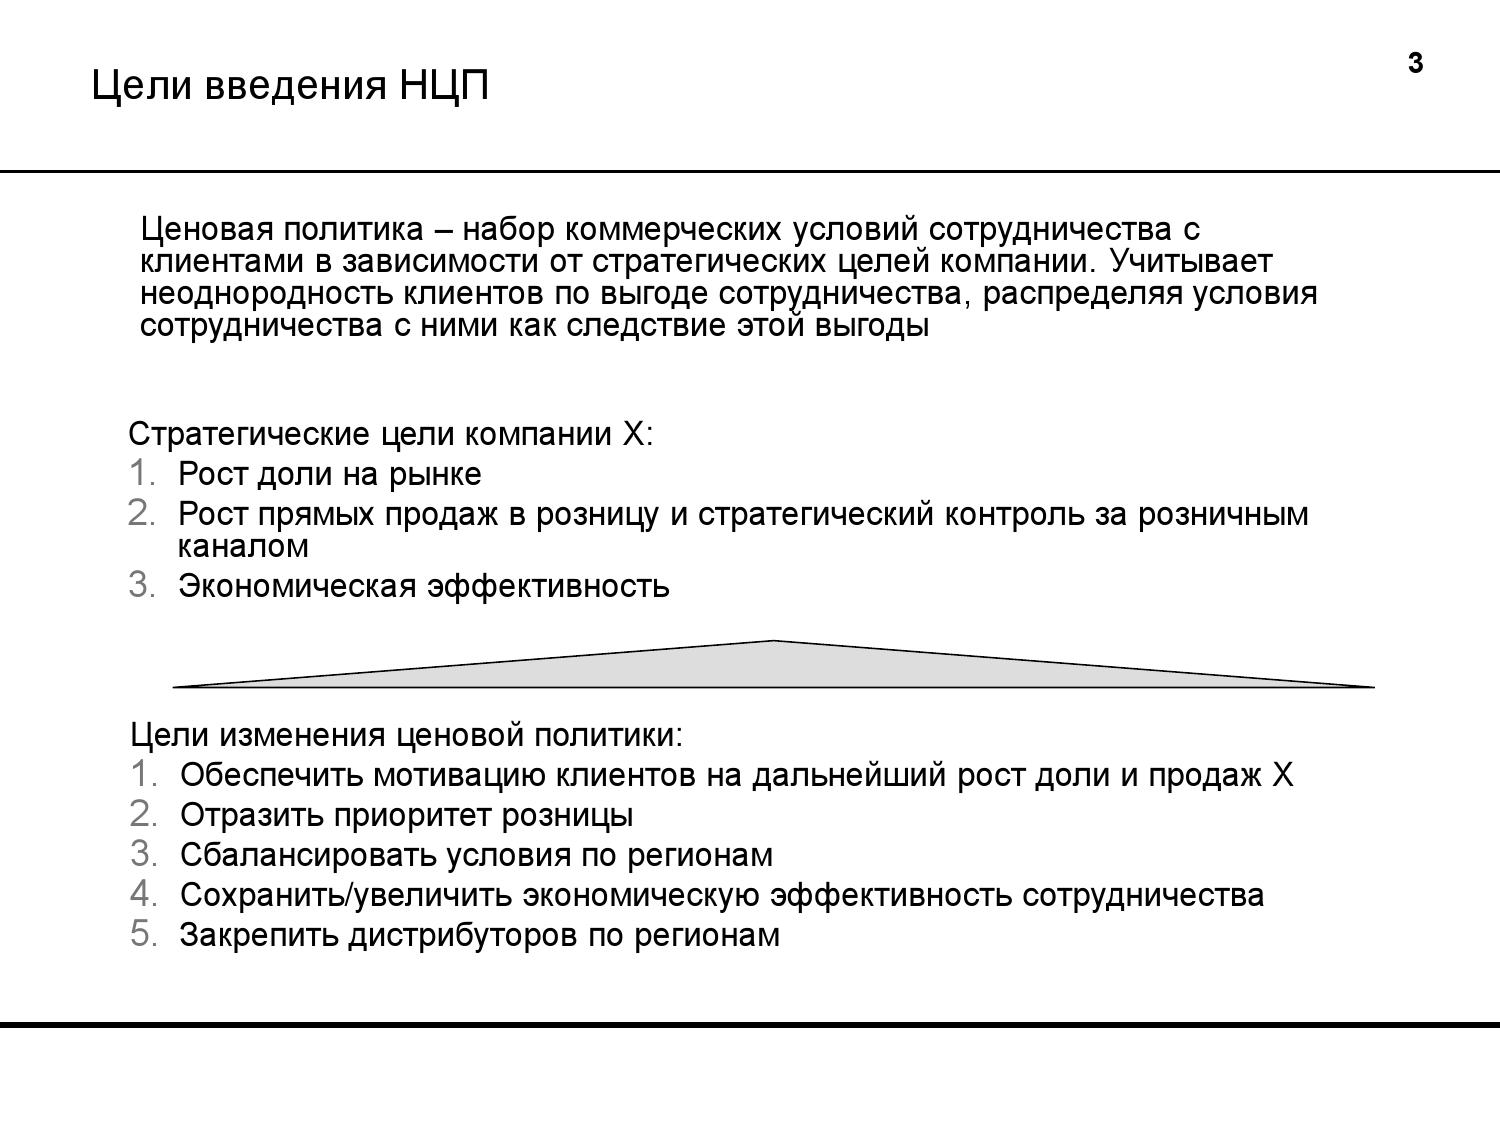 3
Цели введения НЦП
Ценовая политика – набор коммерческих условий сотрудничества с
клиентами в зависимости от стратегических целей компании. Учитывает
неоднородность клиентов по выгоде сотрудничества, распределяя условия
сотрудничества с ними как следствие этой выгоды
Стратегические цели компании X:
1. Рост доли на рынке
2. Рост прямых продаж в розницу и стратегический контроль за розничным
каналом
3. Экономическая эффективность
Цели изменения ценовой политики:
1. Обеспечить мотивацию клиентов на дальнейший рост доли и продаж X
2. Отразить приоритет розницы
3. Сбалансировать условия по регионам
4. Сохранить/увеличить экономическую эффективность сотрудничества
5. Закрепить дистрибуторов по регионам